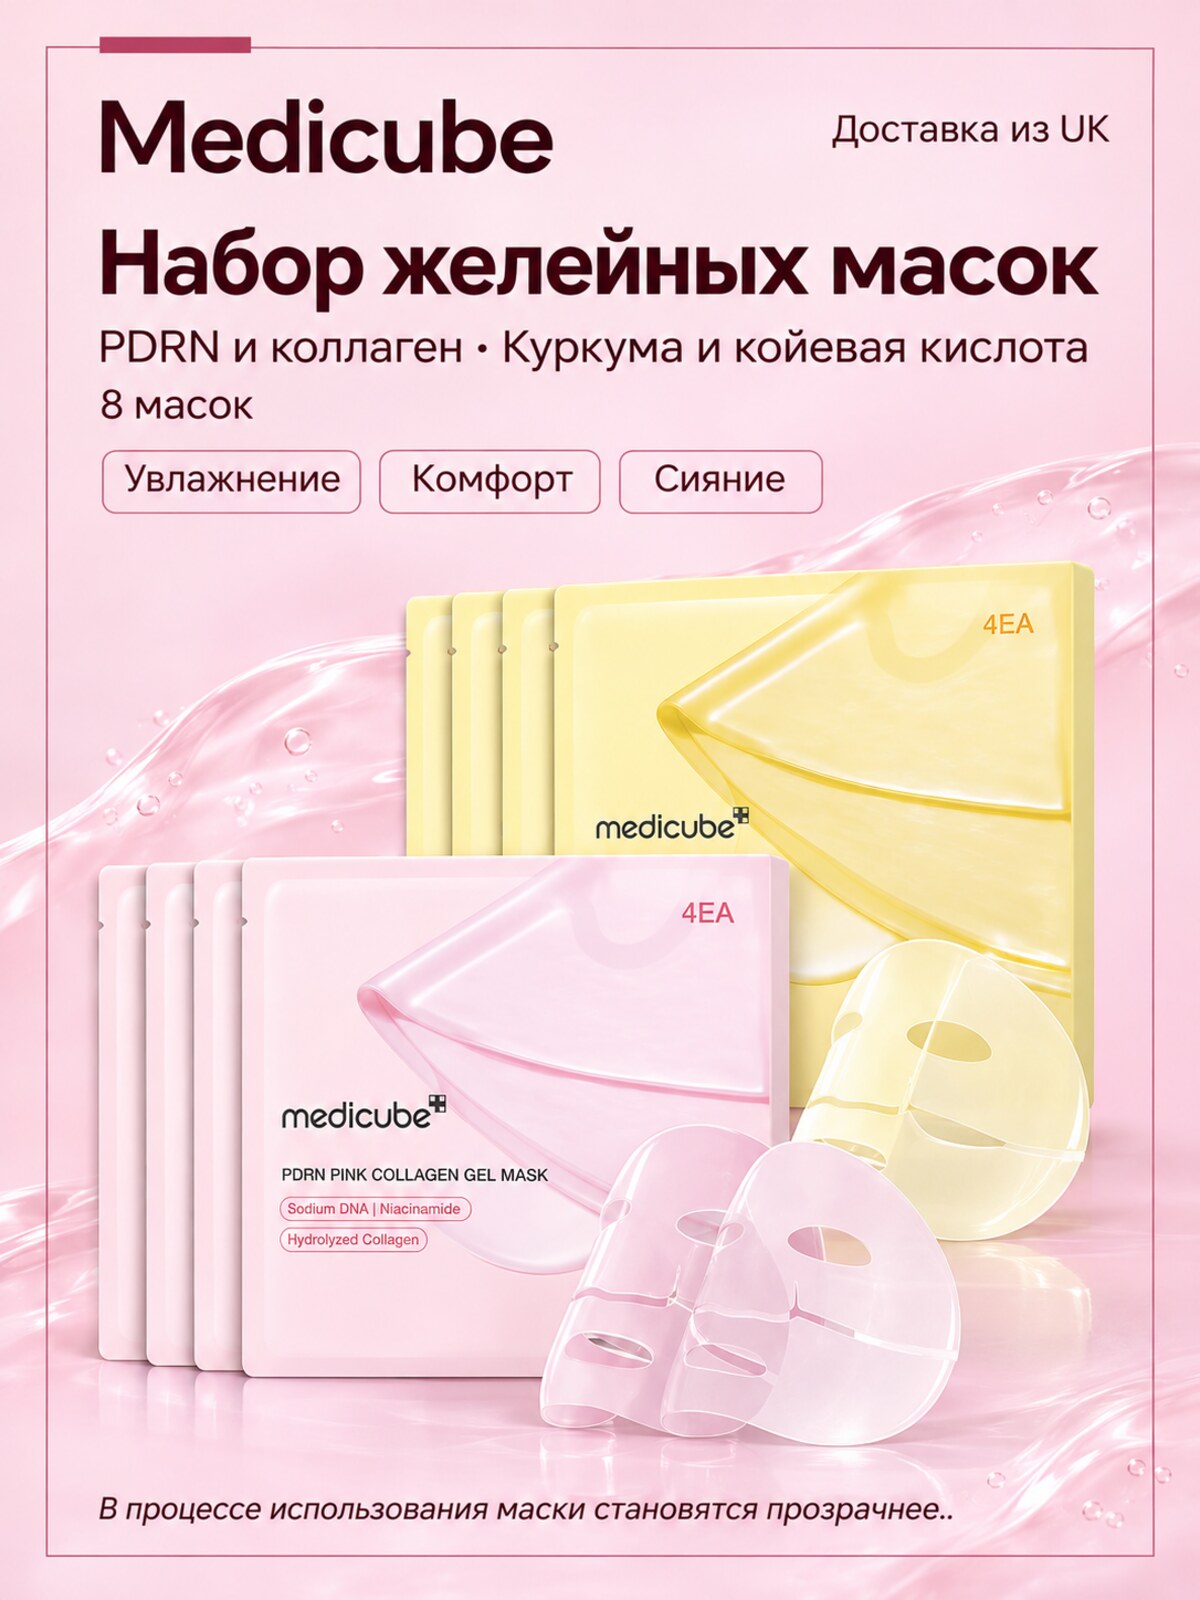 Medicube
Доставка из UK
Набор желейных масок
PDRN и коллаген • Куркума и койевая кислота
8 масок
Увлажнение
Комфорт
Сияние
4EA
medicube
4EA
medicube
PDRN PINK COLLAGEN GEL MASK
Sodium DNA | Niacinamide
Hydrolyzed Collagen
В процессе использования маски становятся прозрачнее..